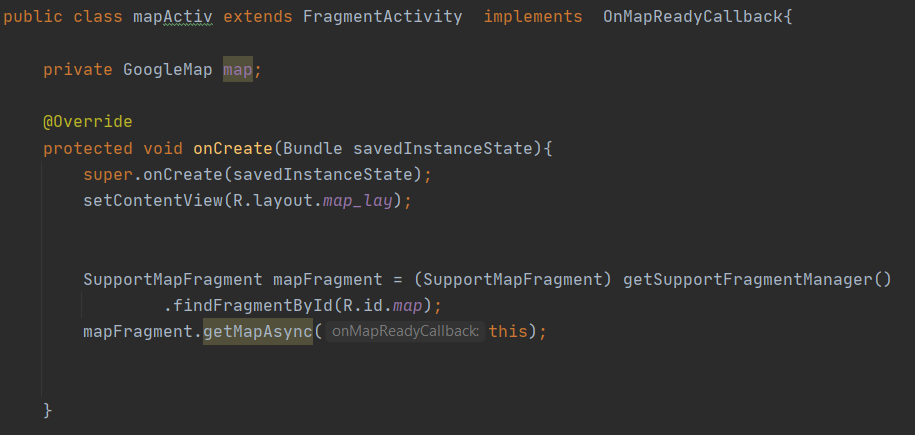 public class mapActiv extends FragmentActivity  implements  OnMapReadyCallback{
private GoogleMap map;
@Override
protected void onCreate(Bundle savedInstanceState){
super.onCreate(savedInstanceState);
setContentView(R.layout.map_lay);
SupportMapFragment mapFragment = (SupportMapFragment) getSupportFragmentManager()
.findFragmentById(R.id.map);
mapFragment.getMapAsync( onMapReadyCallback: this);
}